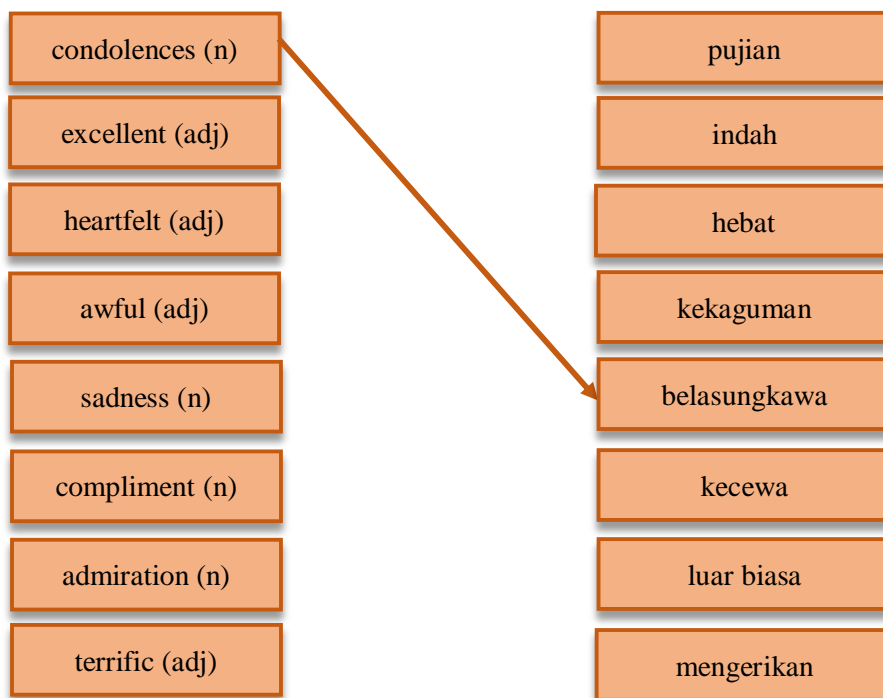 condolences (n)
excellent (adj)
heartfelt (adj)
awful (adj)
sadness (n)
compliment (n)
admiration (n)
terrific (adj)
pujian
indah
hebat
kekaguman
belasungkawa
kecewa
luar biasa
mengerikan